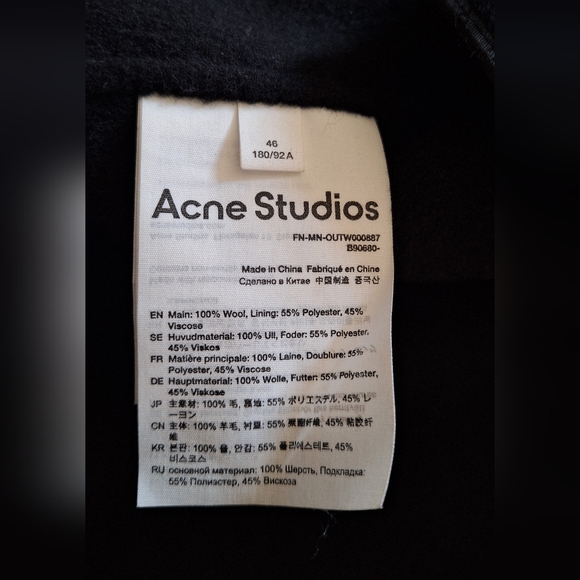 46
180/92A
Acne Studios
FN-MN-OUTW000887
B90680-
Made in China Fabriqué en Chine
Сделано в Китае 中国制造 중국산
EN Main: 100% Wool, Lining: 55% Polyester, 45%
Viscose
SE Huvudmaterial: 100% Ull, Foder: 55% Polyester,
45% Viskos
FR Matière principale: 100% Laine, Doublure: 55%
Polyester, 45% Viscose
DE Hauptmaterial: 100% Wolle, Futter: 55% Polyester,
45% Viskose
JP 主素材: 100% 毛, 裏地: 55% ポリエステル, 45% レ
ーヨン
CN 主体: 100% 羊毛, 衬里: 55% 聚酯纤维, 45% 粘胶纤
维
KR 본판: 100% 울, 안감: 55% 폴리에스테르, 45%
비스코스
RU основной материал: 100% Шерсть, Подкладка:
55% Полиэстер, 45% Вискоза